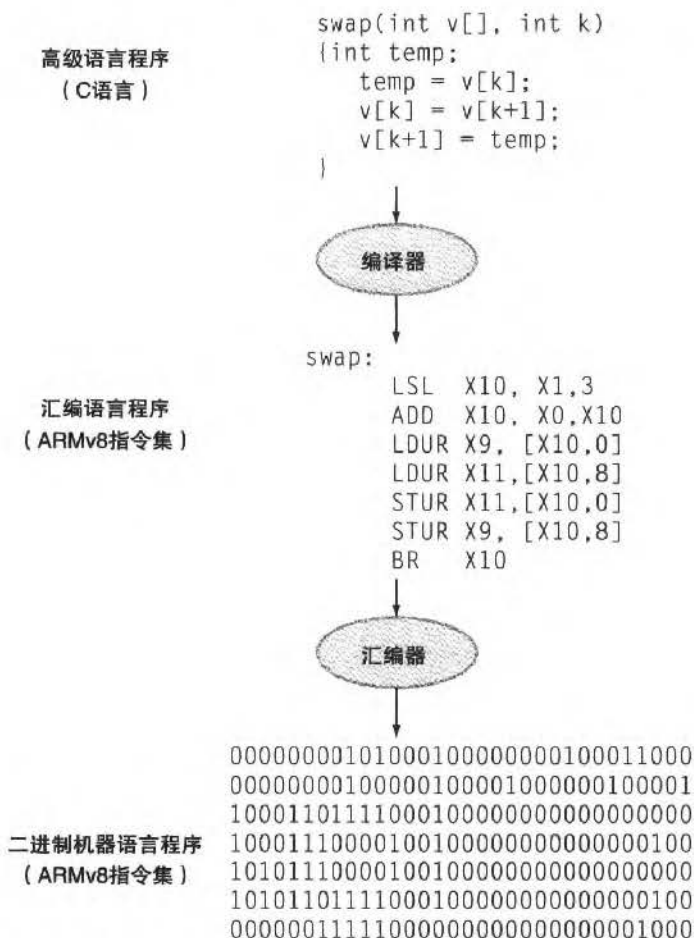 高级语言程序
（C语言）
swap(int v[], int k)
{int temp;
temp = v[k];
v[k] = v[k+1];
v[k+1] = temp;
}
编译器
汇编语言程序
（ARMv8指令集）
swap:
LSL X10, X1,3
ADD X10, X0,X10
LDUR X9, [X10,0]
LDUR X11,[X10,8]
STUR X11,[X10,0]
STUR X9, [X10,8]
BR X10
汇编器
二进制机器语言程序
（ARMv8指令集）
00000000101000100000000100011000
00000000100000100001000000100001
10001101111000100000000000000000
10001110000100100000000000000100
10101110000100100000000000000000
10101101111000100000000000000100
00000011111000000000000000001000